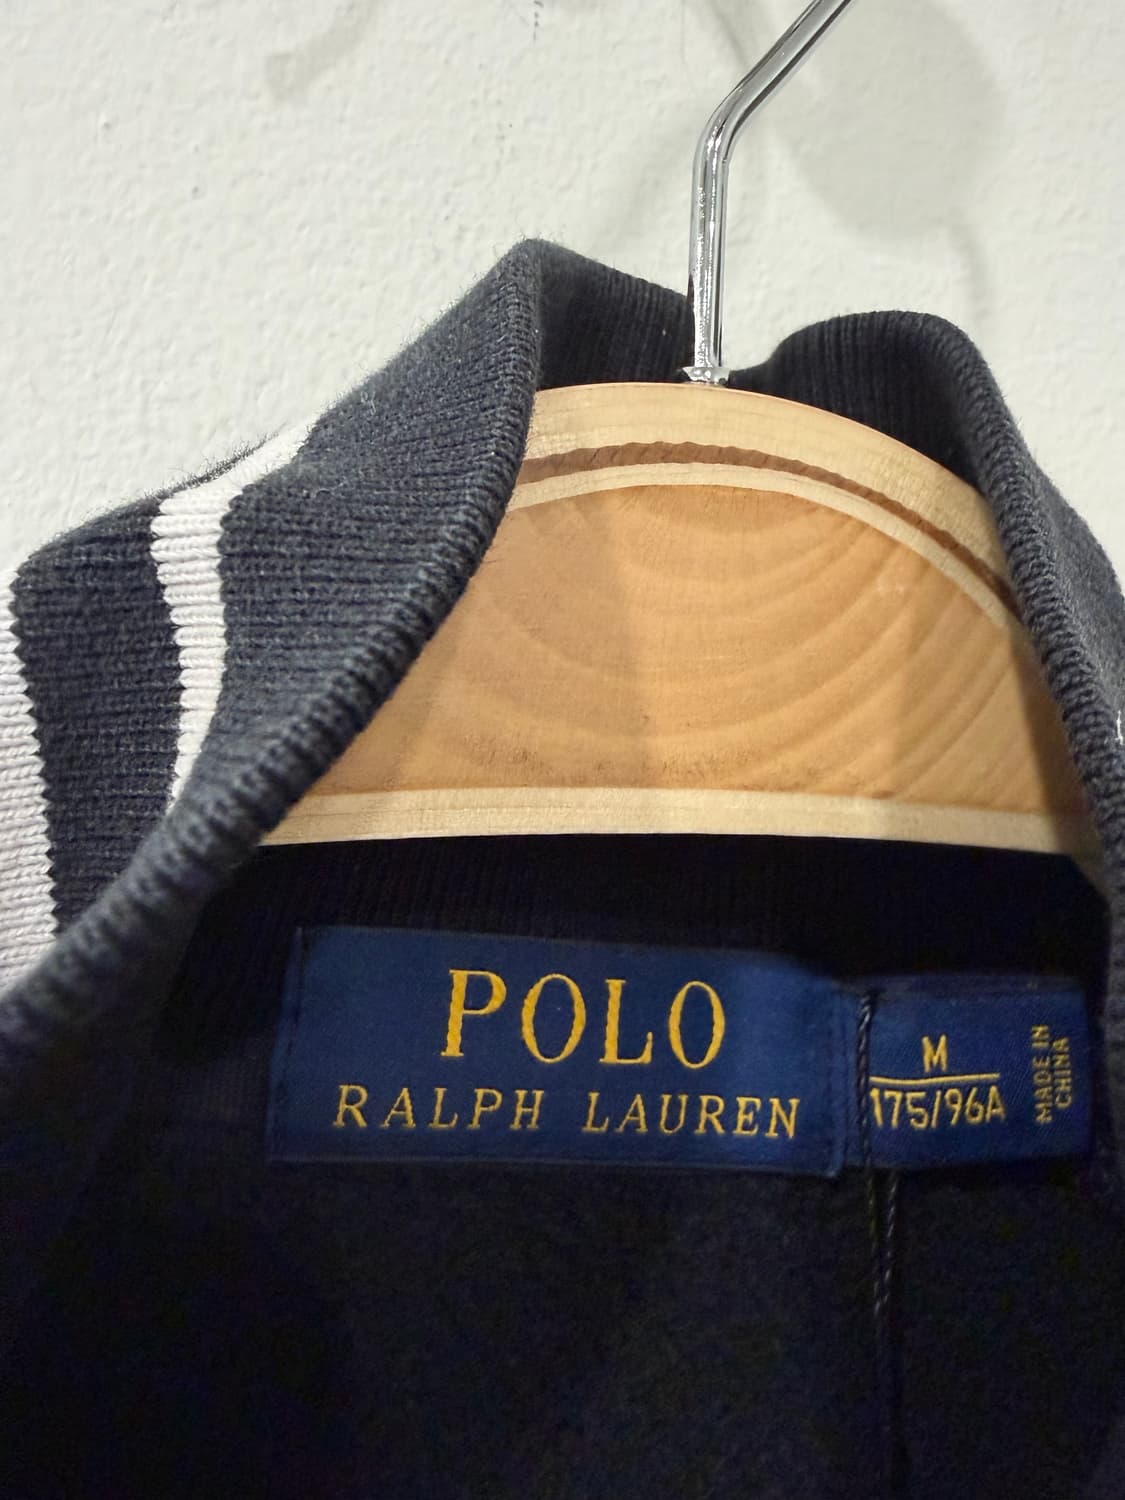 POLO
RALPH LAUREN
M
175/96A
MADE IN
CHINA